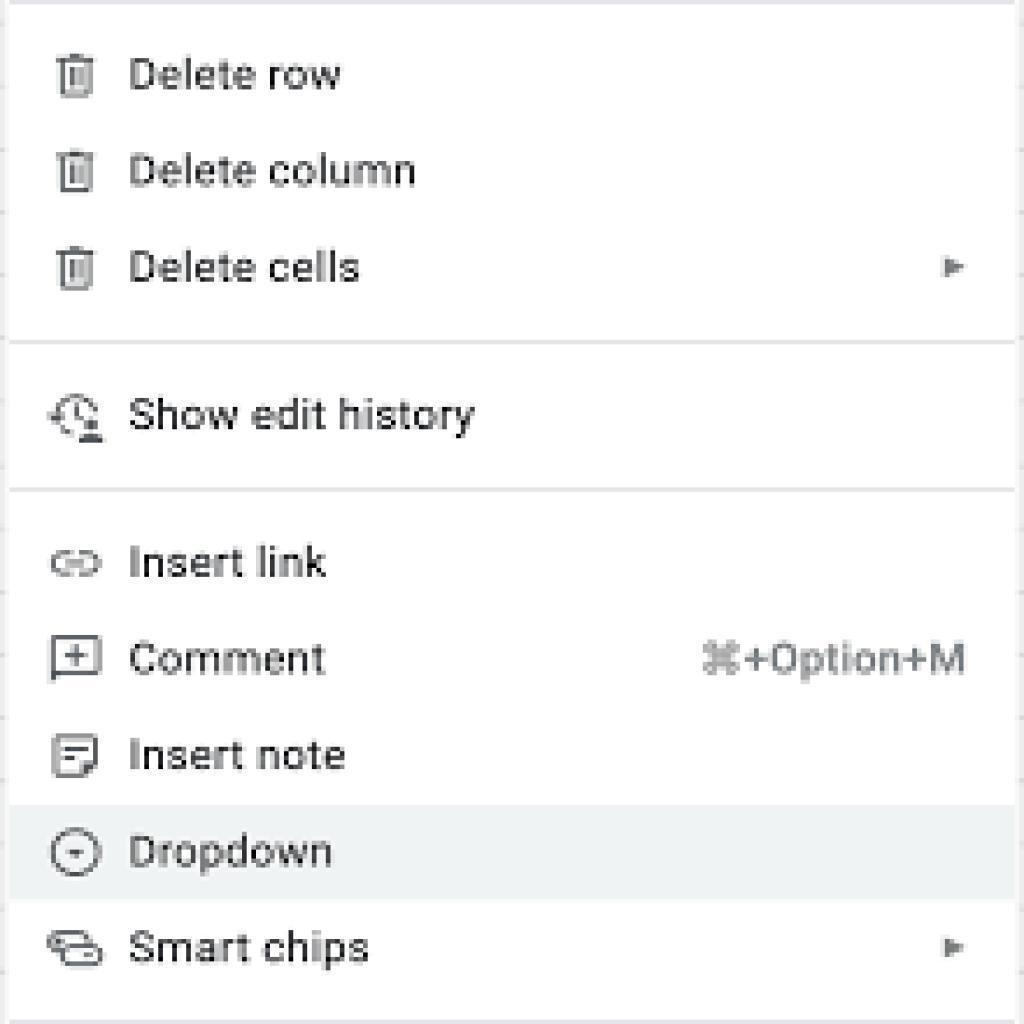 Delete row
Delete column
Delete cells
Show edit history
Insert link
Comment ⌘+Option+M
Insert note
Dropdown
Smart chips